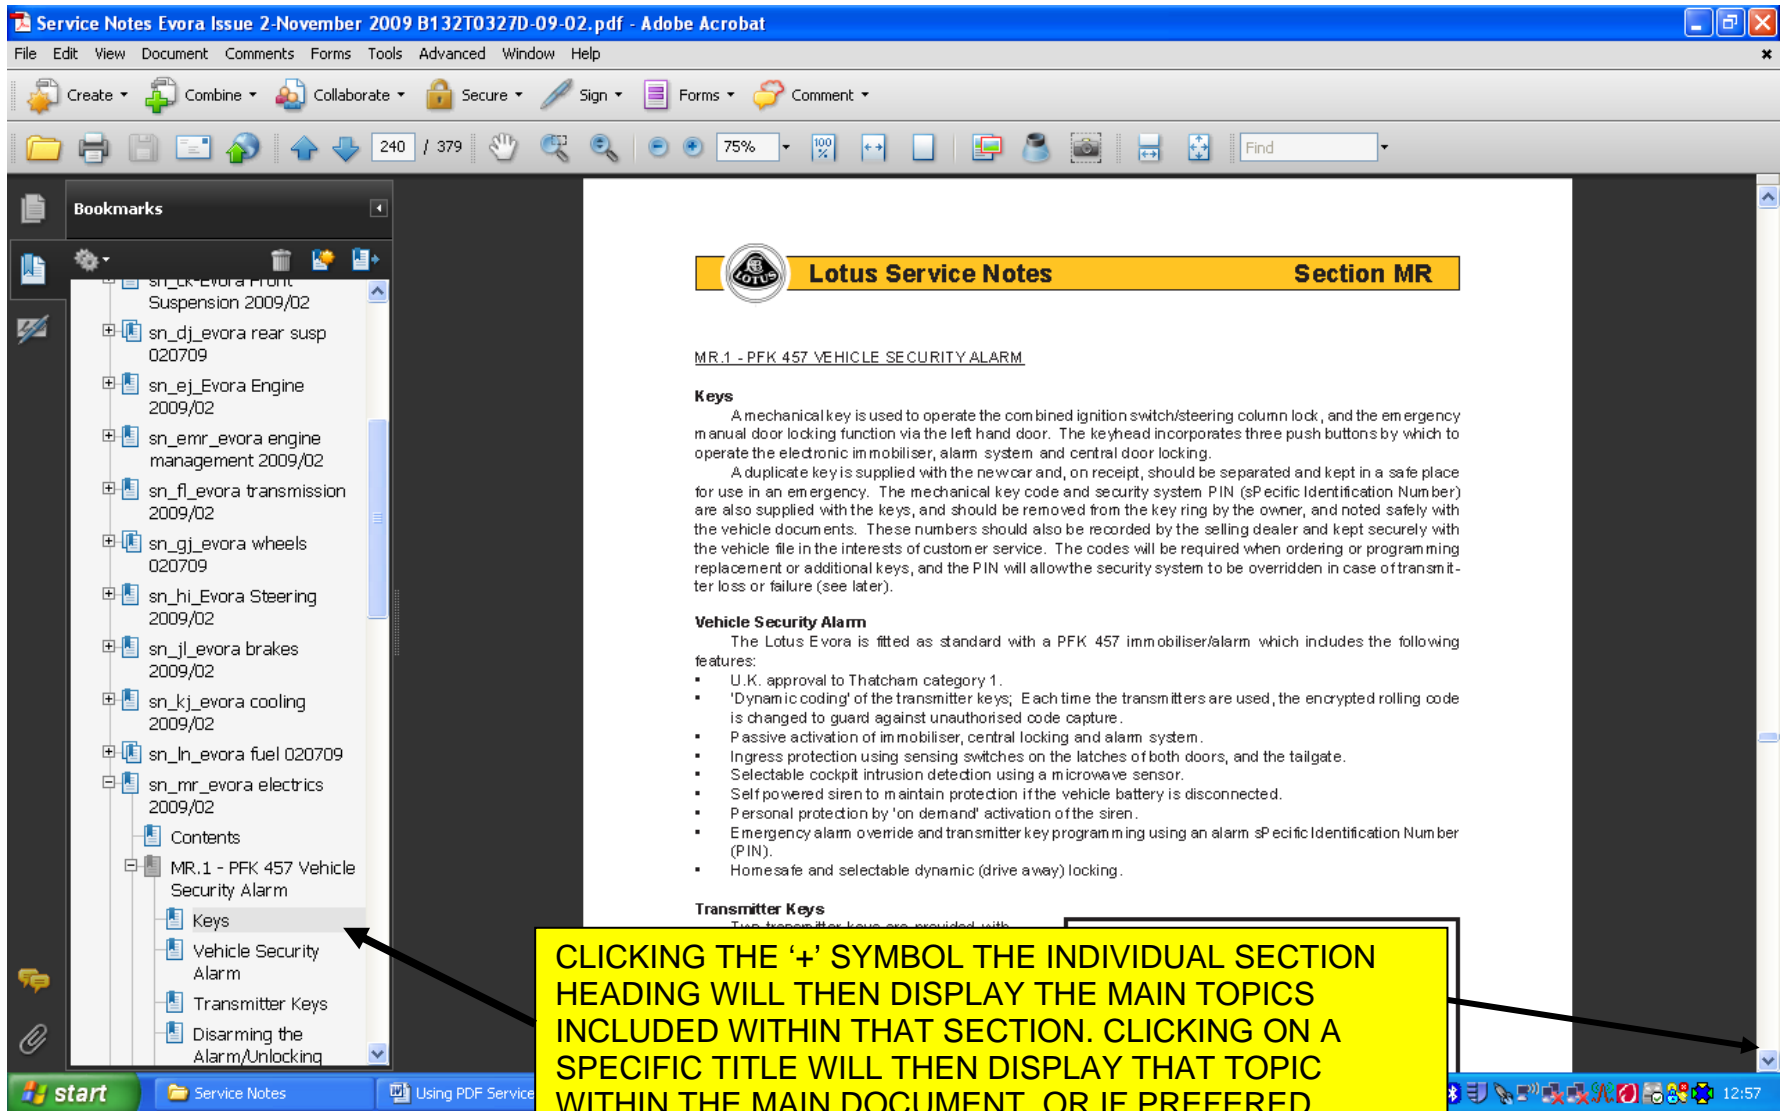 Service Notes Evora Issue 2-November 2009 B132T0327D-09-02.pdf - Adobe Acrobat
File Edit View Document Comments Forms Tools Advanced Window Help
Create Combine Collaborate Secure Sign Forms Comment
240 / 379 75% 100% Find
Bookmarks
sn_ck-Evora Front
Suspension 2009/02
sn_dj_evora rear susp
020709
sn_ej_Evora Engine
2009/02
sn_emr_evora engine
management 2009/02
sn_fl_evora transmission
2009/02
sn_gj_evora wheels
020709
sn_hi_Evora Steering
2009/02
sn_jl_evora brakes
2009/02
sn_kj_evora cooling
2009/02
sn_ln_evora fuel 020709
sn_mr_evora electrics
2009/02
Contents
MR.1 - PFK 457 Vehicle
Security Alarm
Keys
Vehicle Security
Alarm
Transmitter Keys
Disarming the
Alarm/Unlocking
LOTUS
Lotus Service Notes Section MR
MR.1 - PFK 457 VEHICLE SECURITY ALARM
Keys
A mechanical key is used to operate the combined ignition switch/steering column lock, and the emergency
manual door locking function via the left hand door. The keyhead incorporates three push buttons by which to
operate the electronic immobiliser, alarm system and central door locking.
A duplicate key is supplied with the new car and, on receipt, should be separated and kept in a safe place
for use in an emergency. The mechanical key code and security system PIN (sPecific Identification Number)
are also supplied with the keys, and should be removed from the key ring by the owner, and noted safely with
the vehicle documents. These numbers should also be recorded by the selling dealer and kept securely with
the vehicle file in the interests of customer service. The codes will be required when ordering or programming
replacement or additional keys, and the PIN will allow the security system to be overridden in case of transmit-
ter loss or failure (see later).
Vehicle Security Alarm
The Lotus Evora is fitted as standard with a PFK 457 immobiliser/alarm which includes the following
features:
• U.K. approval to Thatcham category 1.
• 'Dynamic coding' of the transmitter keys; Each time the transmitters are used, the encrypted rolling code
is changed to guard against unauthorised code capture.
• Passive activation of immobiliser, central locking and alarm system.
• Ingress protection using sensing switches on the latches of both doors, and the tailgate.
• Selectable cockpit intrusion detection using a microwave sensor.
• Self powered siren to maintain protection if the vehicle battery is disconnected.
• Personal protection by 'on demand' activation of the siren.
• Emergency alarm override and transmitter key programming using an alarm sPecific Identification Number
(PIN).
• Homesafe and selectable dynamic (drive away) locking.
Transmitter Keys
Two transmitter keys are provided with
CLICKING THE ‘+’ SYMBOL THE INDIVIDUAL SECTION
HEADING WILL THEN DISPLAY THE MAIN TOPICS
INCLUDED WITHIN THAT SECTION. CLICKING ON A
SPECIFIC TITLE WILL THEN DISPLAY THAT TOPIC
WITHIN THE MAIN DOCUMENT, OR IF PREFERED
start Service Notes Using PDF Service 12:57